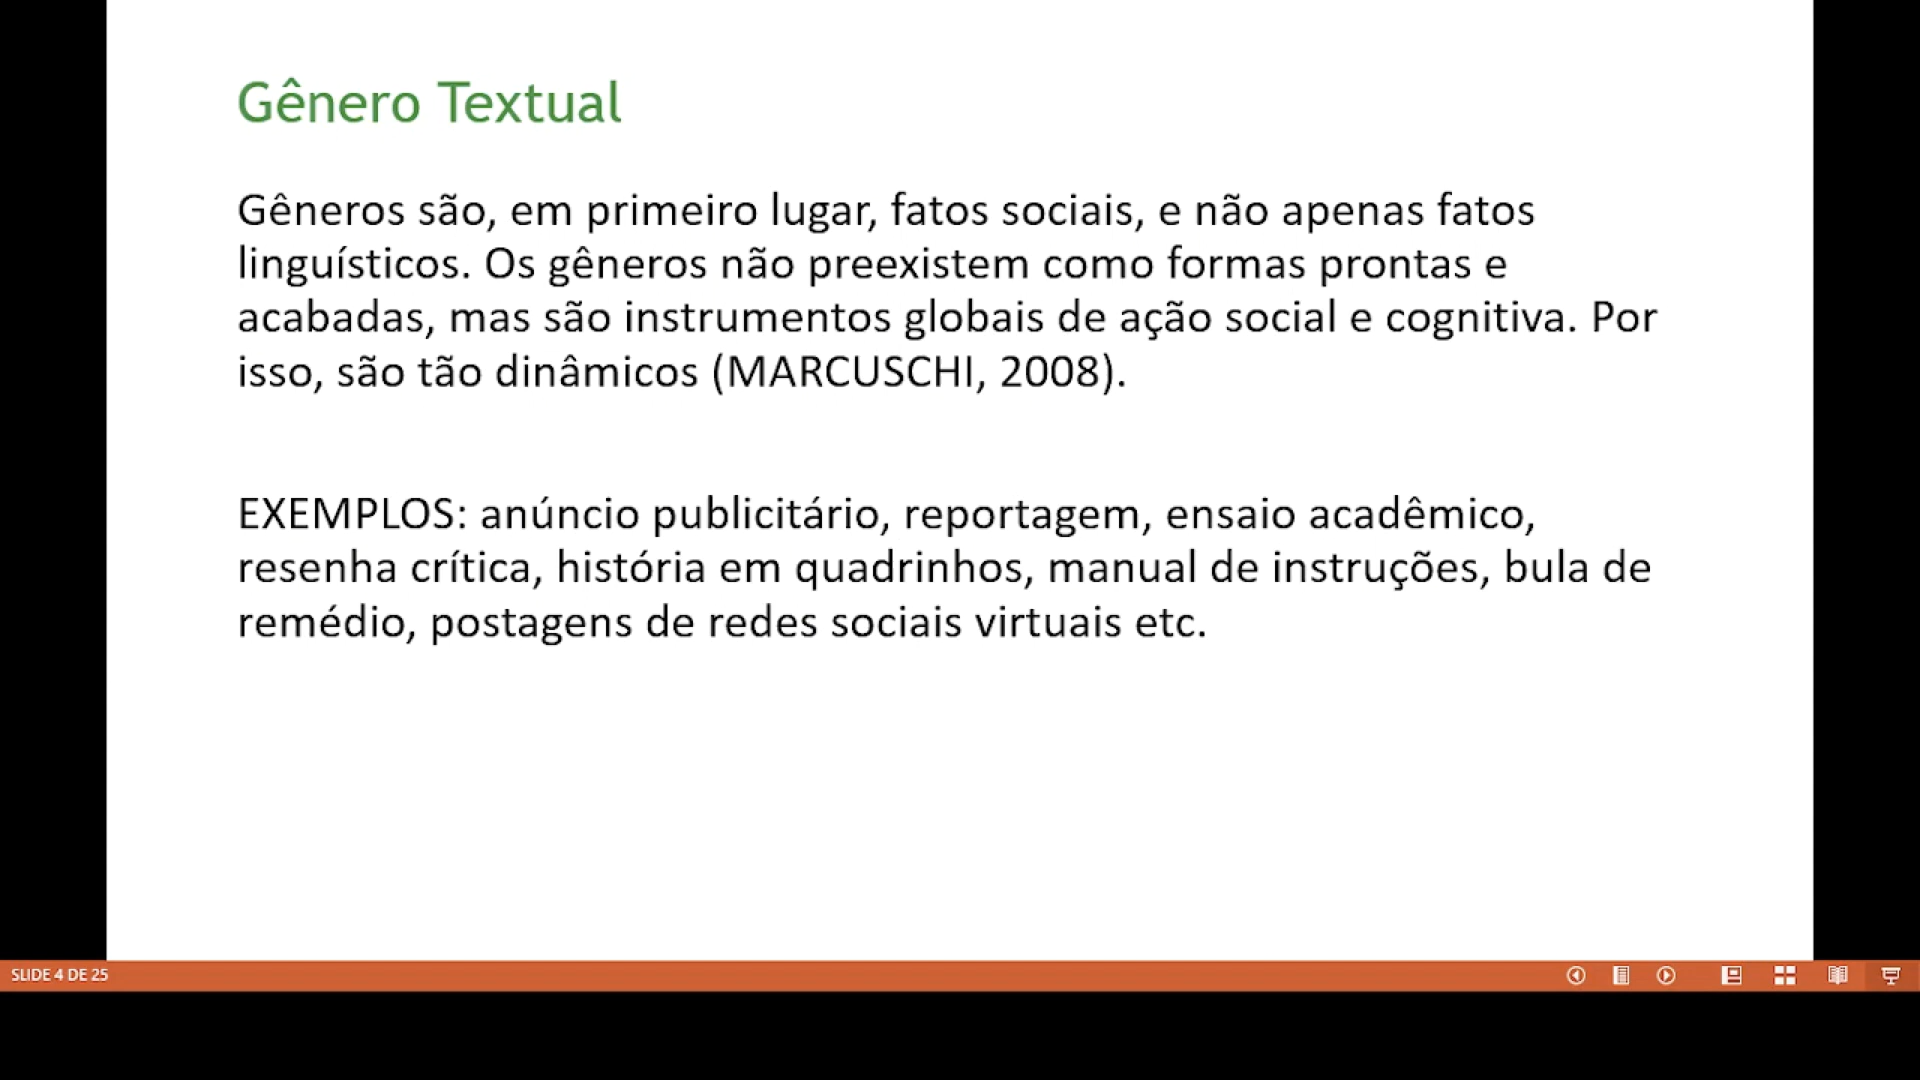 Gênero Textual
Gêneros são, em primeiro lugar, fatos sociais, e não apenas fatos
linguísticos. Os gêneros não preexistem como formas prontas e
acabadas, mas são instrumentos globais de ação social e cognitiva. Por
isso, são tão dinâmicos (MARCUSCHI, 2008).
EXEMPLOS: anúncio publicitário, reportagem, ensaio acadêmico,
resenha crítica, história em quadrinhos, manual de instruções, bula de
remédio, postagens de redes sociais virtuais etc.
SLIDE 4 DE 25